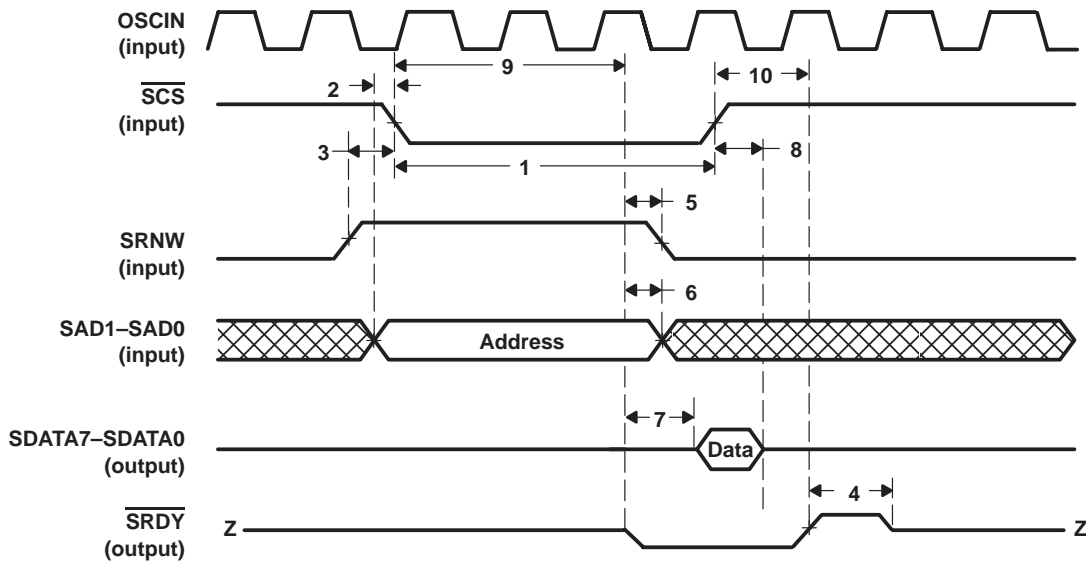 OSCIN
(input)
9
10
2
SCS
(input)
3
1
8
5
SRNW
(input)
6
SAD1–SAD0
(input)
Address
7
SDATA7–SDATA0
(output)
Data
4
SRDY
(output)
Z
Z